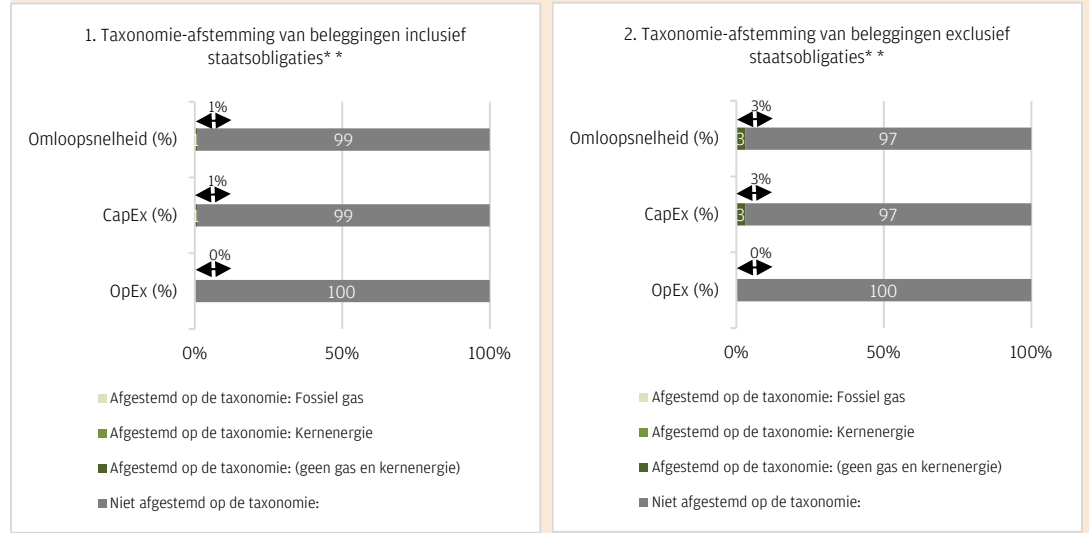 1. Taxonomie-afstemming van beleggingen inclusief
staatsobligaties* *
1%
Omloopsnelheid (%)
1
99
1%
CapEx (%)
1
99
0%
OpEx (%)
100
0%
50%
100%
Afgestemd op de taxonomie: Fossiel gas
Afgestemd op de taxonomie: Kernenergie
Afgestemd op de taxonomie: (geen gas en kernenergie)
Niet afgestemd op de taxonomie:
2. Taxonomie-afstemming van beleggingen exclusief
staatsobligaties* *
3%
Omloopsnelheid (%)
3
97
3%
CapEx (%)
3
97
0%
OpEx (%)
100
0%
50%
100%
Afgestemd op de taxonomie: Fossiel gas
Afgestemd op de taxonomie: Kernenergie
Afgestemd op de taxonomie: (geen gas en kernenergie)
Niet afgestemd op de taxonomie: